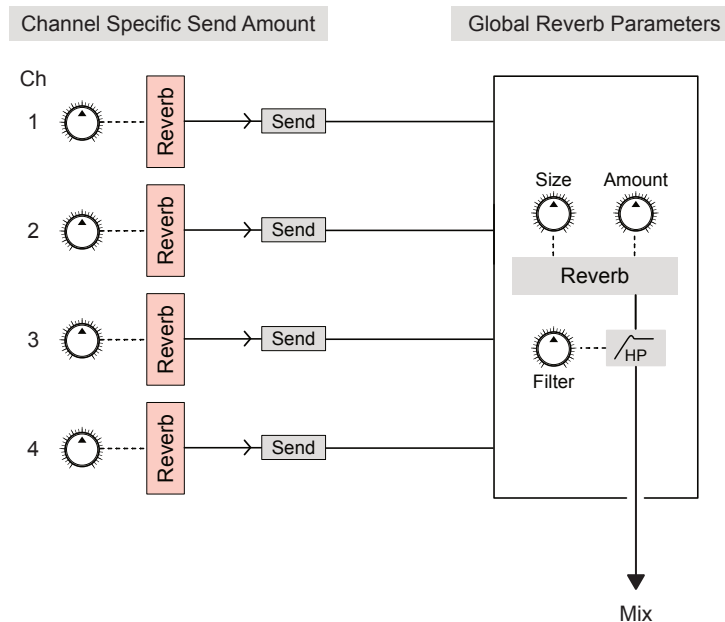 Channel Specific Send Amount
Global Reverb Parameters
Ch
1
Reverb
Send
2
Reverb
Send
3
Reverb
Send
4
Reverb
Send
Size
Amount
Reverb
HP
Filter
Mix